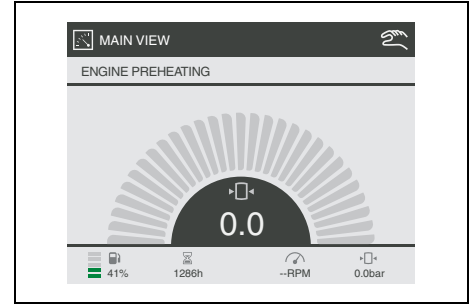 MAIN VIEW
ENGINE PREHEATING
0.0
41% 1286h --RPM 0.0bar